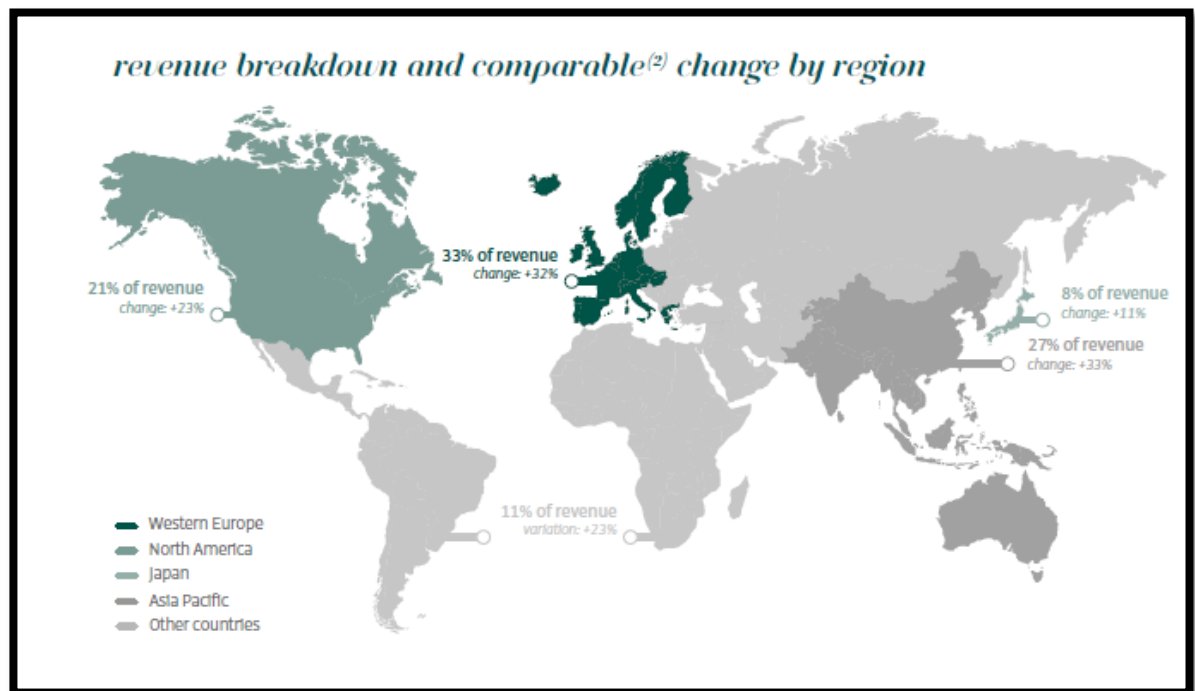 revenue breakdown and comparable(2) change by region
33% of revenue
change: +32%
21% of revenue
change: +23%
8% of revenue
change: +11%
27% of revenue
change: +33%
11% of revenue
variation: +23%
Western Europe
North America
Japan
Asia Pacific
Other countries